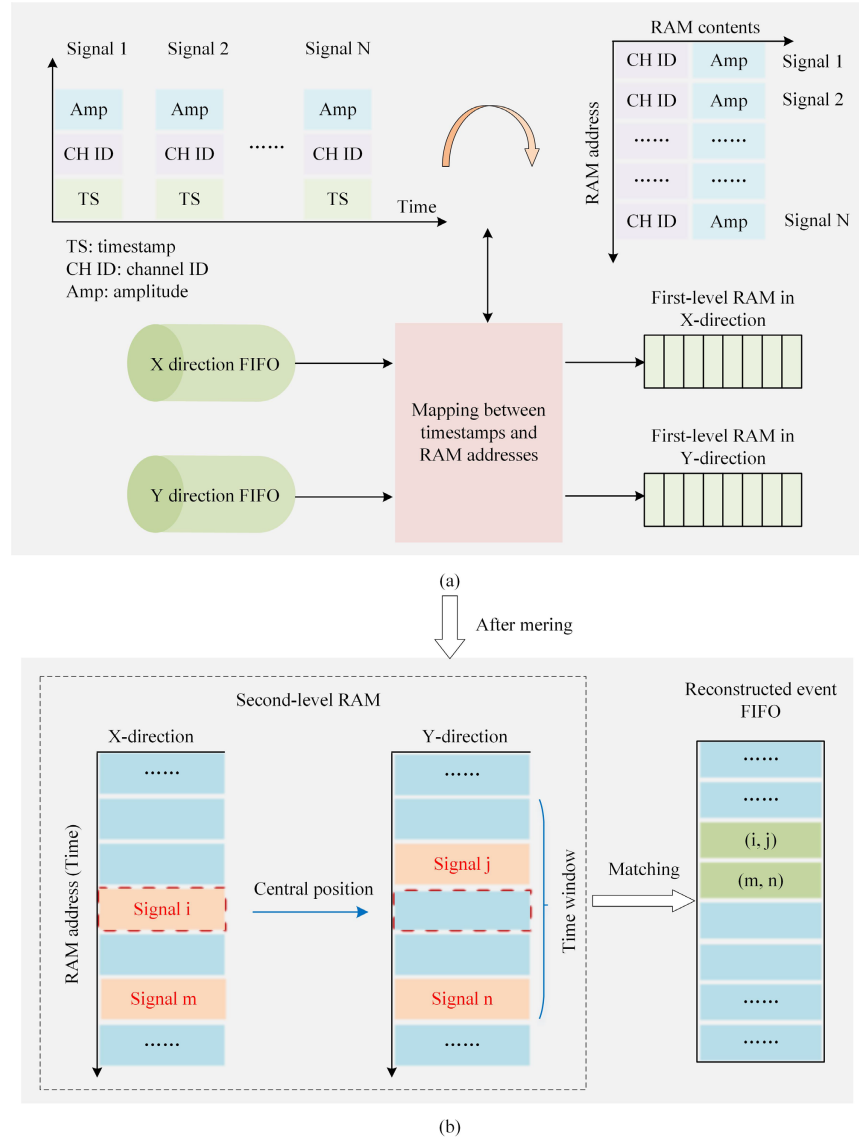 Signal 1 Signal 2 Signal N
Amp Amp Amp
CH ID CH ID ...... CH ID
TS TS TS
Time
TS: timestamp
CH ID: channel ID
Amp: amplitude
RAM contents
RAM address
CH ID Amp Signal 1
CH ID Amp Signal 2
...... ......
...... ......
CH ID Amp Signal N
X direction FIFO
Y direction FIFO
Mapping between
timestamps and
RAM addresses
First-level RAM in
X-direction
First-level RAM in
Y-direction
(a)
After mering
Second-level RAM
X-direction
RAM address (Time)
......
Signal i
Signal m
......
Central position
Y-direction
......
Signal j
Signal n
......
Time window
Matching
Reconstructed event
FIFO
......
......
(i, j)
(m, n)
......
......
(b)